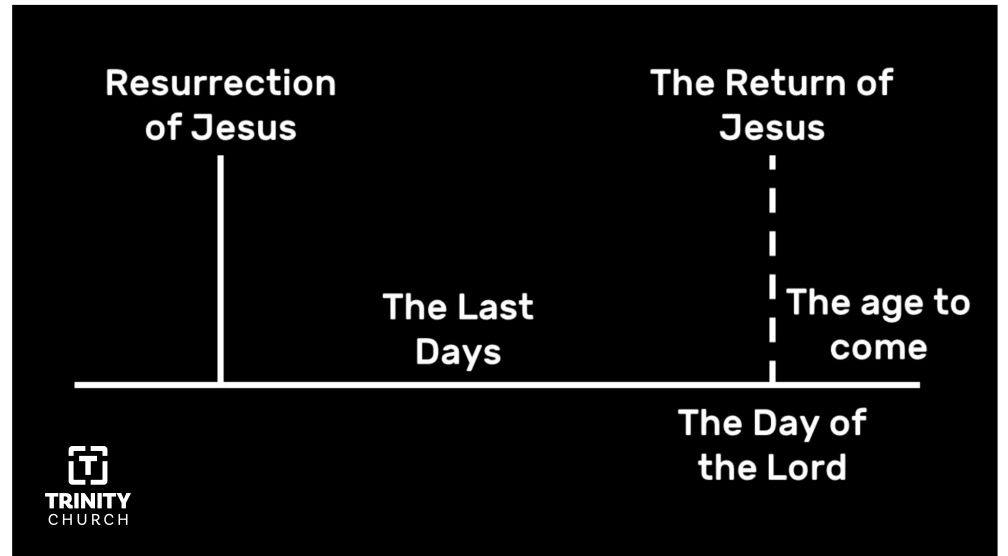 Resurrection
of Jesus
The Return of
Jesus
The Last
Days
The age to
come
The Day of
the Lord
T
TRINITY
CHURCH